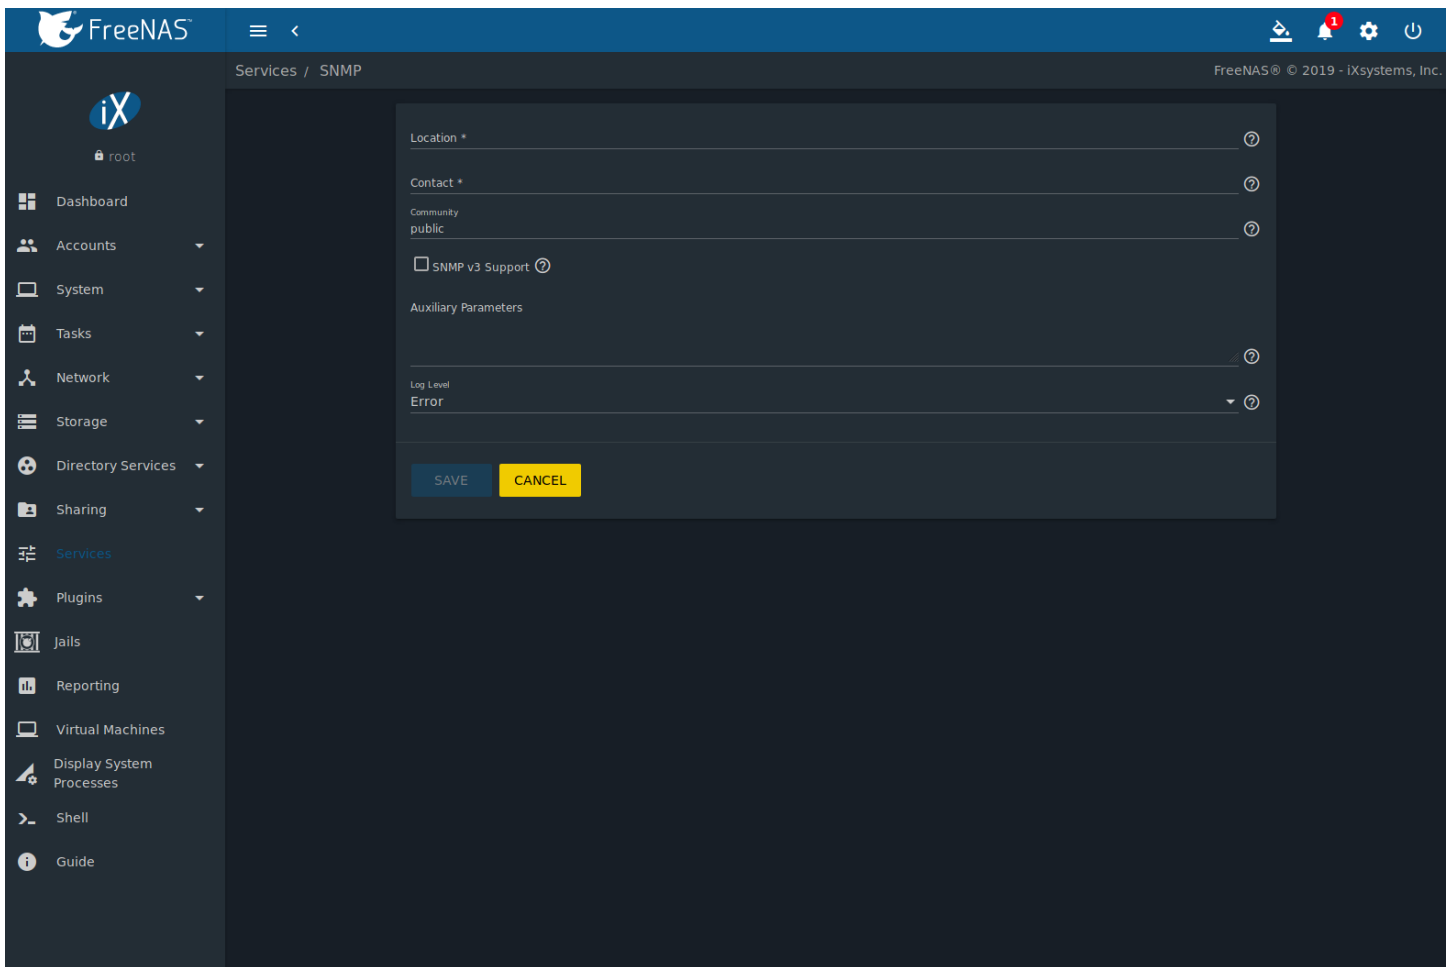 FreeNAS™
1
Services / SNMP
FreeNAS® © 2019 - iXsystems, Inc.
iX
root
Dashboard
Accounts
System
Tasks
Network
Storage
Directory Services
Sharing
Services
Plugins
Jails
Reporting
Virtual Machines
Display System
Processes
Shell
Guide
Location *
Contact *
Community
public
SNMP v3 Support
Auxiliary Parameters
Log Level
Error
SAVE
CANCEL